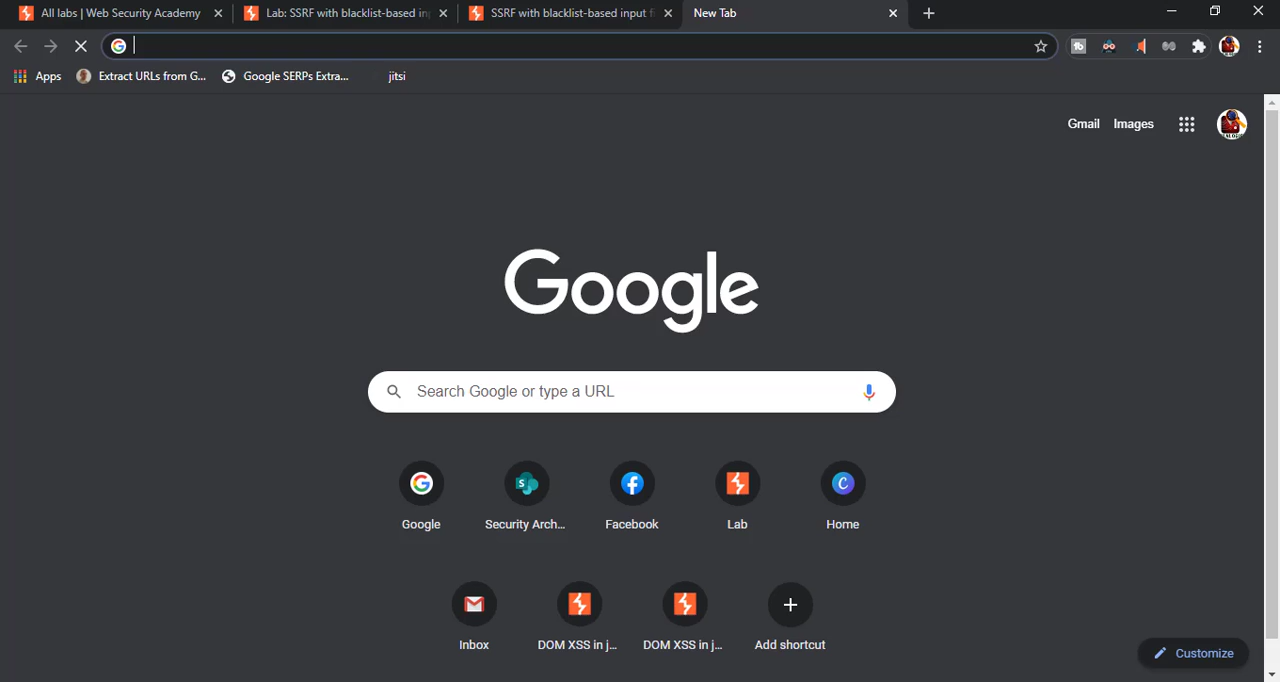 All labs | Web Security Academy
Lab: SSRF with blacklist-based in
SSRF with blacklist-based input f
New Tab
Apps
Extract URLs from G...
Google SERPs Extra...
jitsi
Gmail
Images
Google
Search Google or type a URL
Google
Security Arch...
Facebook
Lab
Home
Inbox
DOM XSS in j...
DOM XSS in j...
Add shortcut
Customize